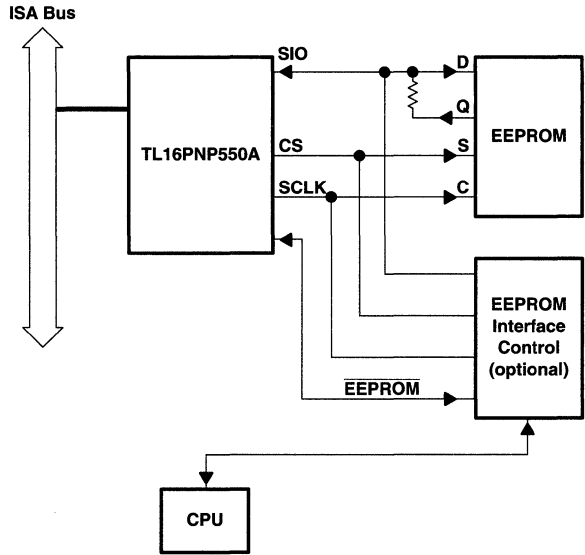 ISA Bus
SIO
D
Q
TL16PNP550A
EEPROM
CS
S
SCLK
C
EEPROM
Interface
Control
(optional)
EEPROM
CPU